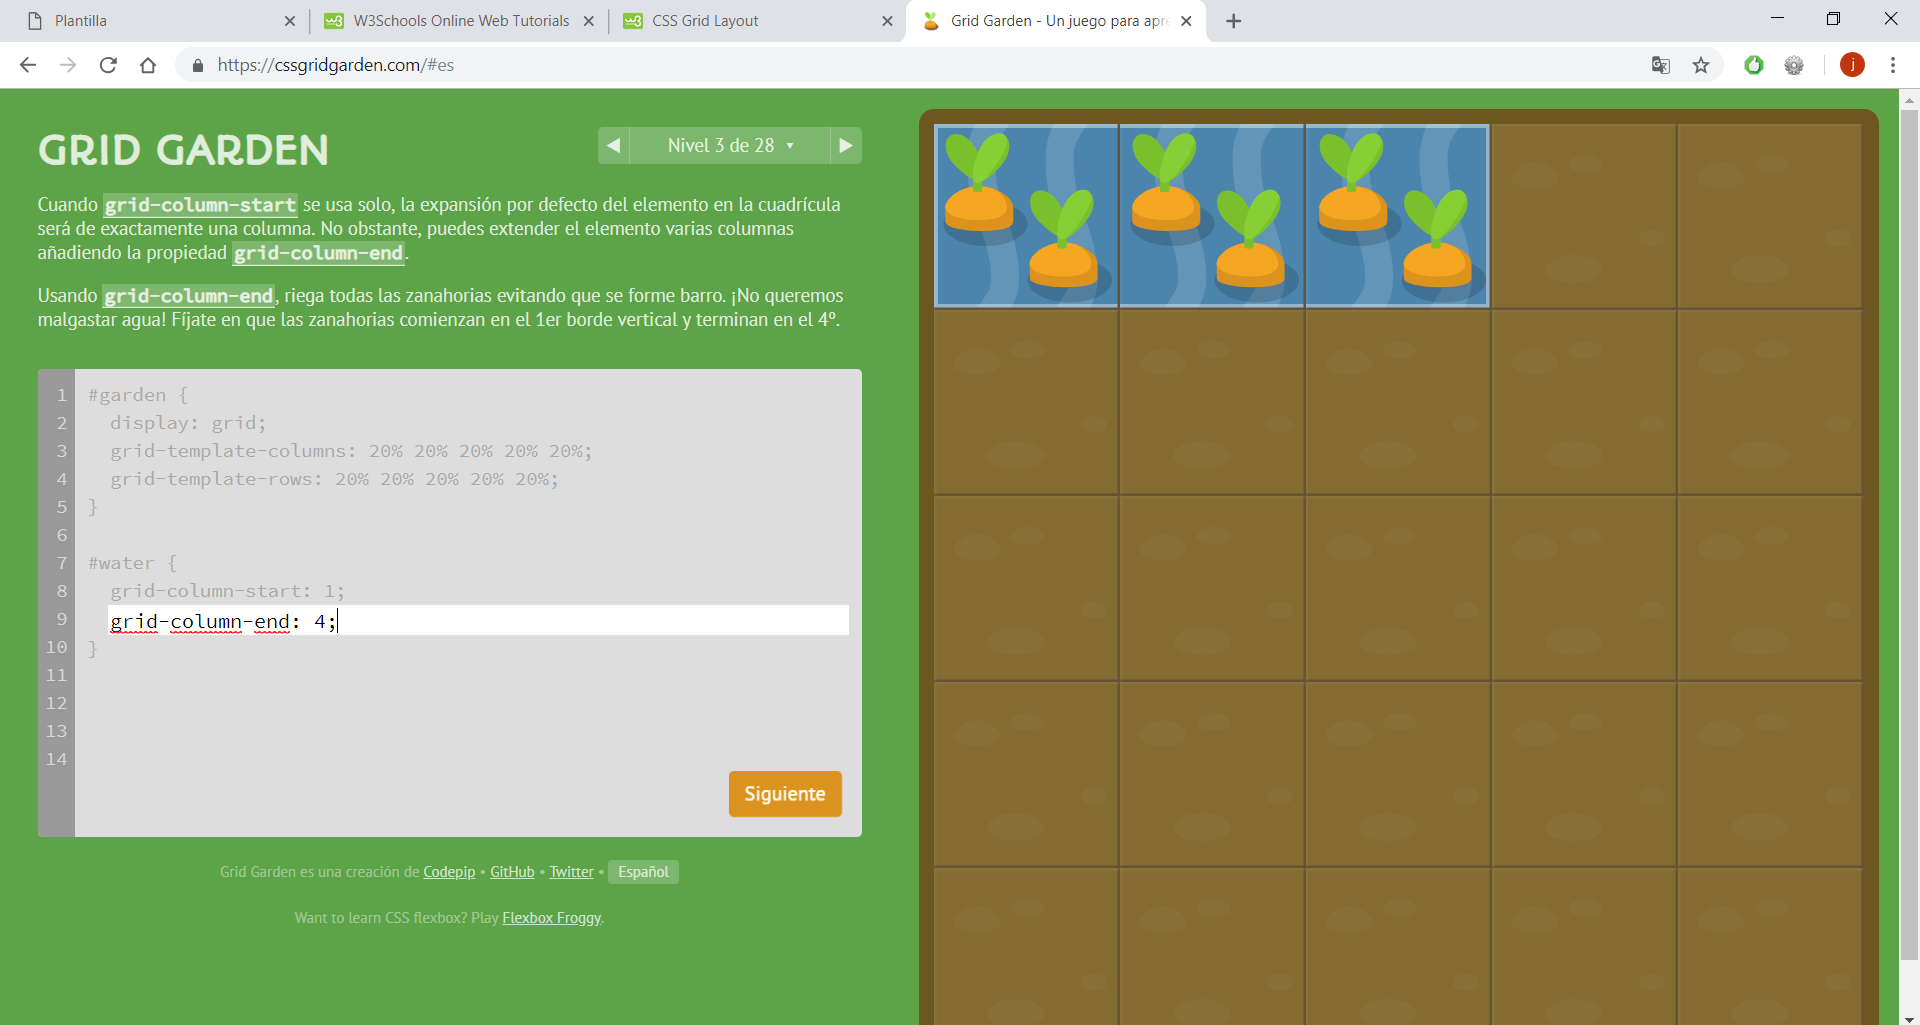 Plantilla
W3Schools Online Web Tutorials
CSS Grid Layout
Grid Garden - Un juego para apre
https://cssgridgarden.com/#es
j
GRID GARDEN
Nivel 3 de 28
Cuando grid-column-start se usa solo, la expansión por defecto del elemento en la cuadrícula
será de exactamente una columna. No obstante, puedes extender el elemento varias columnas
añadiendo la propiedad grid-column-end.
Usando grid-column-end, riega todas las zanahorias evitando que se forme barro. ¡No queremos
malgastar agua! Fíjate en que las zanahorias comienzan en el 1er borde vertical y terminan en el 4º.
1 #garden {
2 display: grid;
3 grid-template-columns: 20% 20% 20% 20% 20%;
4 grid-template-rows: 20% 20% 20% 20% 20%;
5 }
6
7 #water {
8 grid-column-start: 1;
9 grid-column-end: 4;
10 }
11
12
13
14
Siguiente
Grid Garden es una creación de Codepip • GitHub • Twitter • Español
Want to learn CSS flexbox? Play Flexbox Froggy.